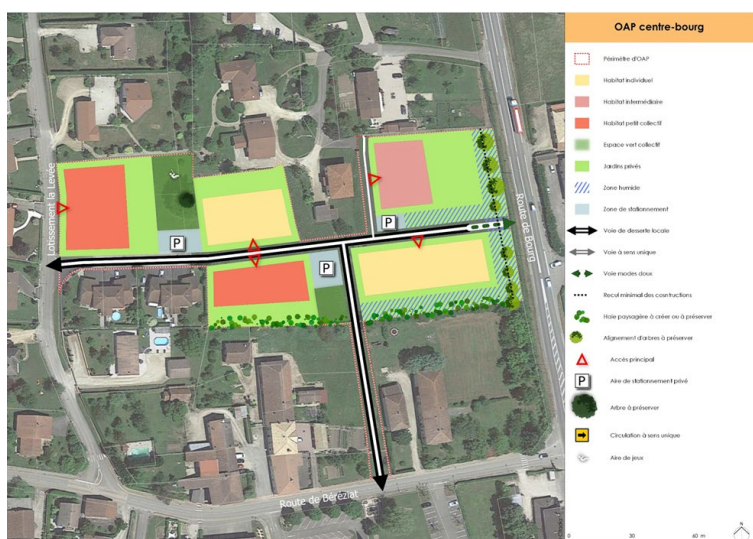 OAP centre-bourg
Périmètre d'OAP
Habitat individuel
Habitat intermédiaire
Habitat petit collectif
Espace vert collectif
Jardins privés
Zone humide
Zone de stationnement
Voie de desserte locale
Voie à sens unique
Voie modes doux
Recul minimal des cosntructions
Haie paysagère à créer ou à préserver
Alignement d'arbres à préserver
Accès principal
P Aire de stationnement privé
Arbre à préserver
Circulation à sens unique
Aire de jeux
N
0 30 60 m
Lotissement la Levée
Route de Bourg
P
P
P
Route de Béréziat